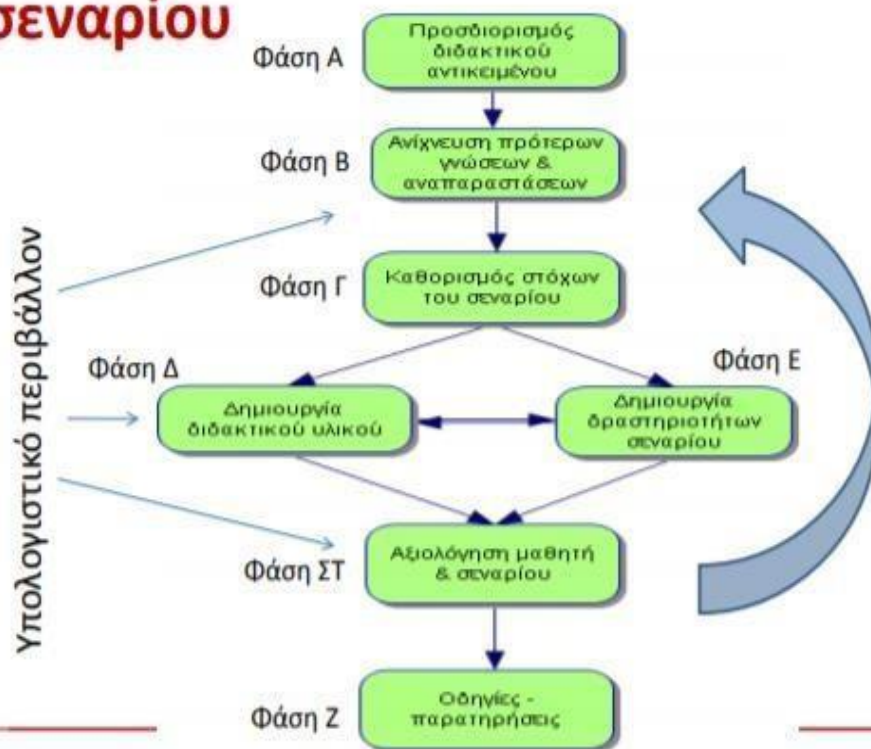 σεναρίου
Φάση Α
Προσδιορισμός
διδακτικού
αντικειμένου
Φάση Β
Ανίχνευση πρότερων
γνώσεων &
αναπαραστάσεων
Φάση Γ
Καθορισμός στόχων
του σεναρίου
Υπολογιστικό περιβάλλον
Φάση Δ
Δημιουργία
διδακτικού υλικού
Φάση Ε
Δημιουργία
δραστηριοτήτων
σεναρίου
Φάση ΣΤ
Αξιολόγηση μαθητή
& σεναρίου
Φάση Ζ
Οδηγίες -
παρατηρήσεις